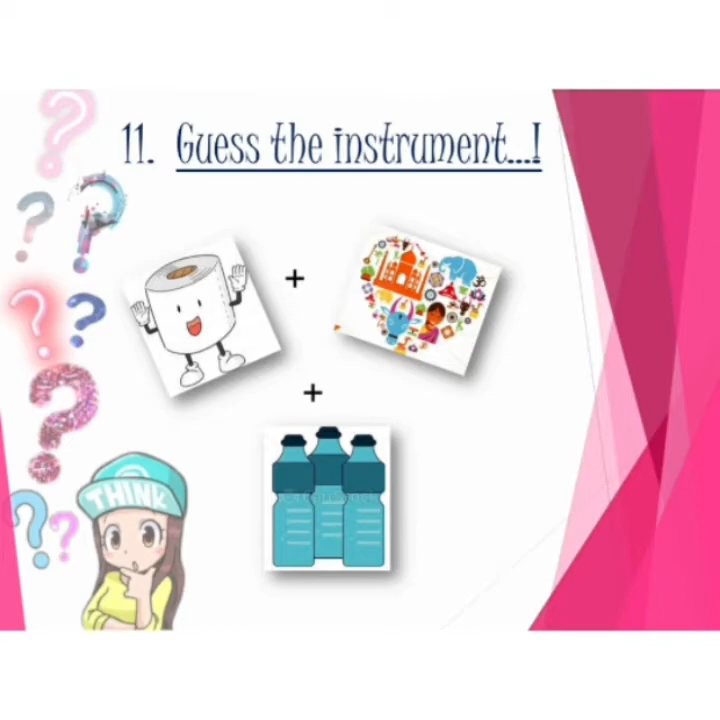 11. Guess the instrument...!
+
+
THINK